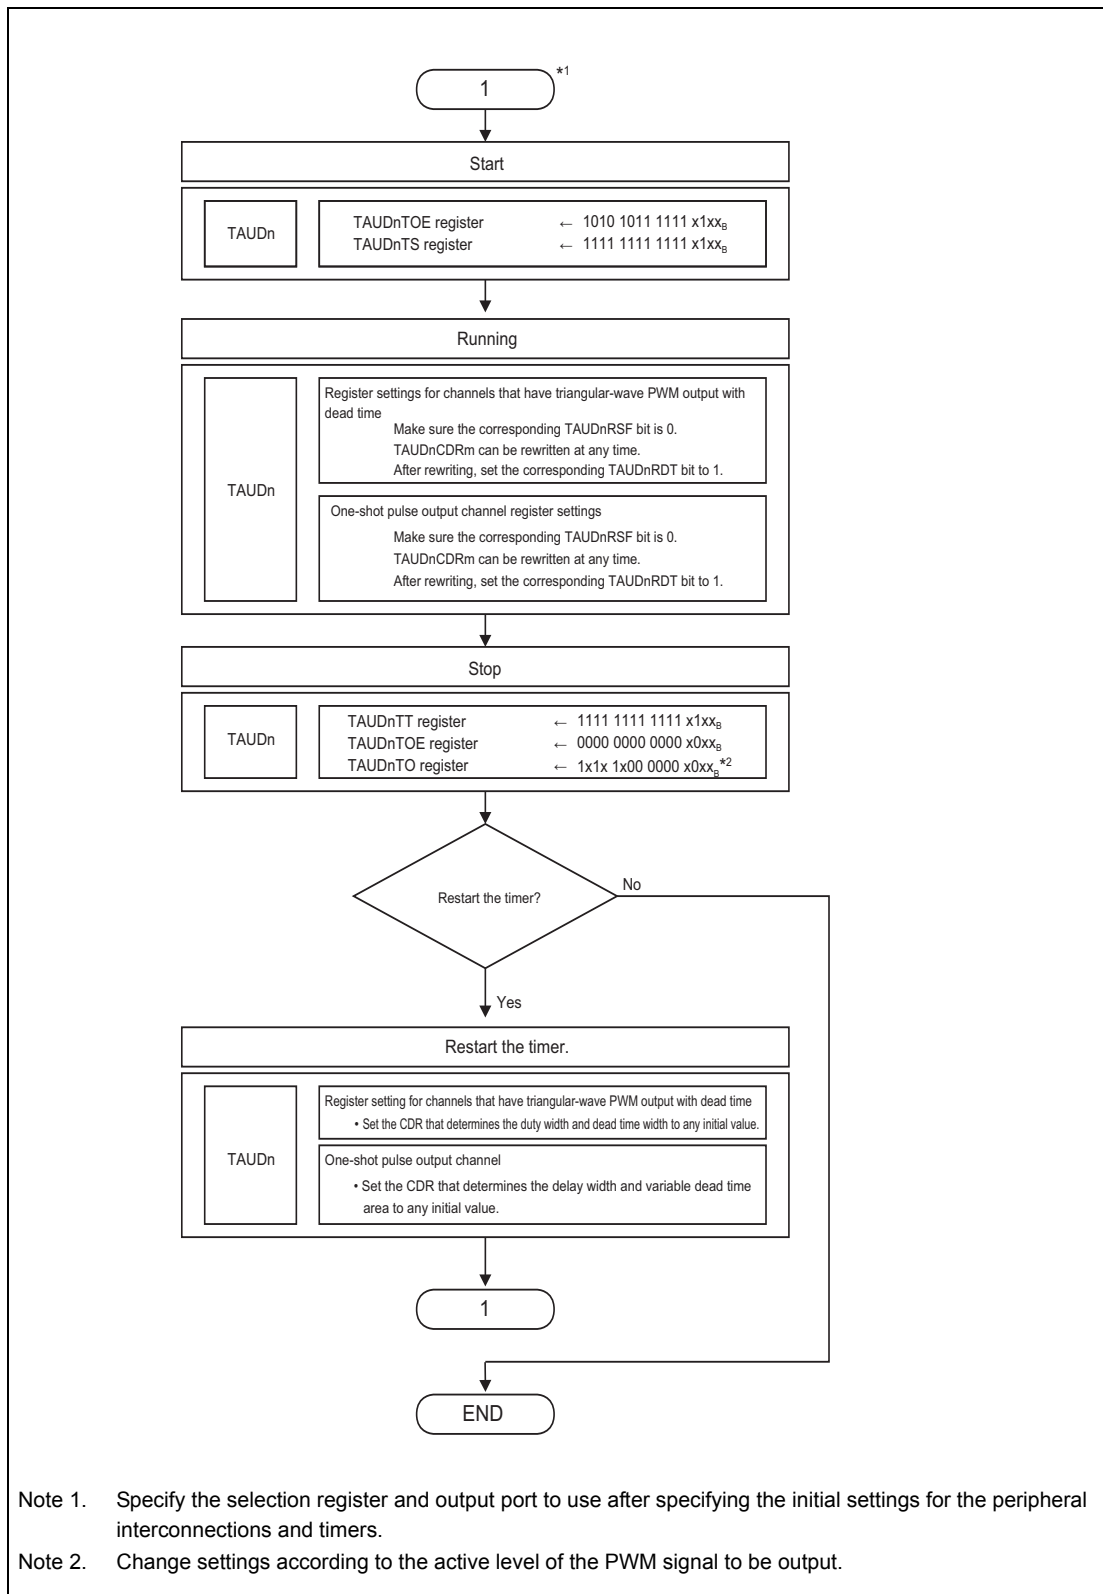 1 *1
Start
TAUDn
TAUDnTOE register ← 1010 1011 1111 x1xxB
TAUDnTS register ← 1111 1111 1111 x1xxB
Running
TAUDn
Register settings for channels that have triangular-wave PWM output with
dead time
Make sure the corresponding TAUDnRSF bit is 0.
TAUDnCDRm can be rewritten at any time.
After rewriting, set the corresponding TAUDnRDT bit to 1.
One-shot pulse output channel register settings
Make sure the corresponding TAUDnRSF bit is 0.
TAUDnCDRm can be rewritten at any time.
After rewriting, set the corresponding TAUDnRDT bit to 1.
Stop
TAUDn
TAUDnTT register ← 1111 1111 1111 x1xxB
TAUDnTOE register ← 0000 0000 0000 x0xxB
TAUDnTO register ← 1x1x 1x00 0000 x0xxB*2
Restart the timer?
No
Yes
Restart the timer.
TAUDn
Register setting for channels that have triangular-wave PWM output with dead time
• Set the CDR that determines the duty width and dead time width to any initial value.
One-shot pulse output channel
• Set the CDR that determines the delay width and variable dead time
area to any initial value.
1
END
Note 1. Specify the selection register and output port to use after specifying the initial settings for the peripheral
interconnections and timers.
Note 2. Change settings according to the active level of the PWM signal to be output.